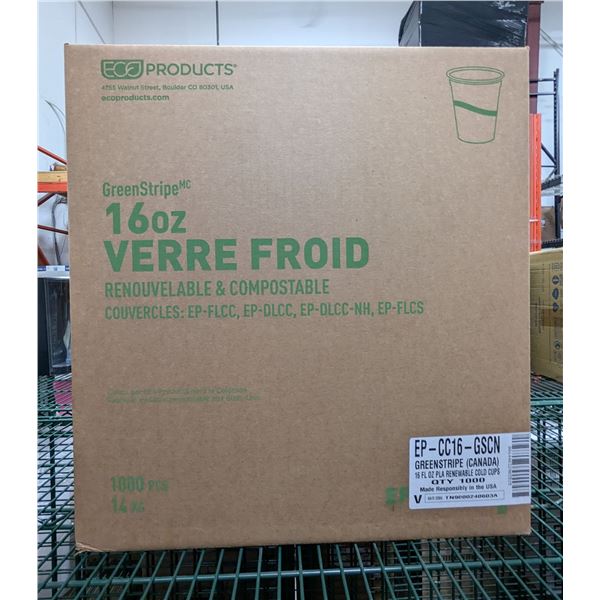 ECO PRODUCTS®
4755 Walnut Street, Boulder CO 80301, USA
ecoproducts.com
GreenStripeMC
16oz
VERRE FROID
RENOUVELABLE & COMPOSTABLE
COUVERCLES: EP-FLCC, EP-DLCC, EP-DLCC-NH, EP-FLCS
1000 PCS
14 KG
EP-CC16-GSCN
GREENSTRIPE (CANADA)
16 FL OZ PLA RENEWABLE COLD CUPS
QTY 1000
Made Responsibly in the USA
V
TN9000240603A